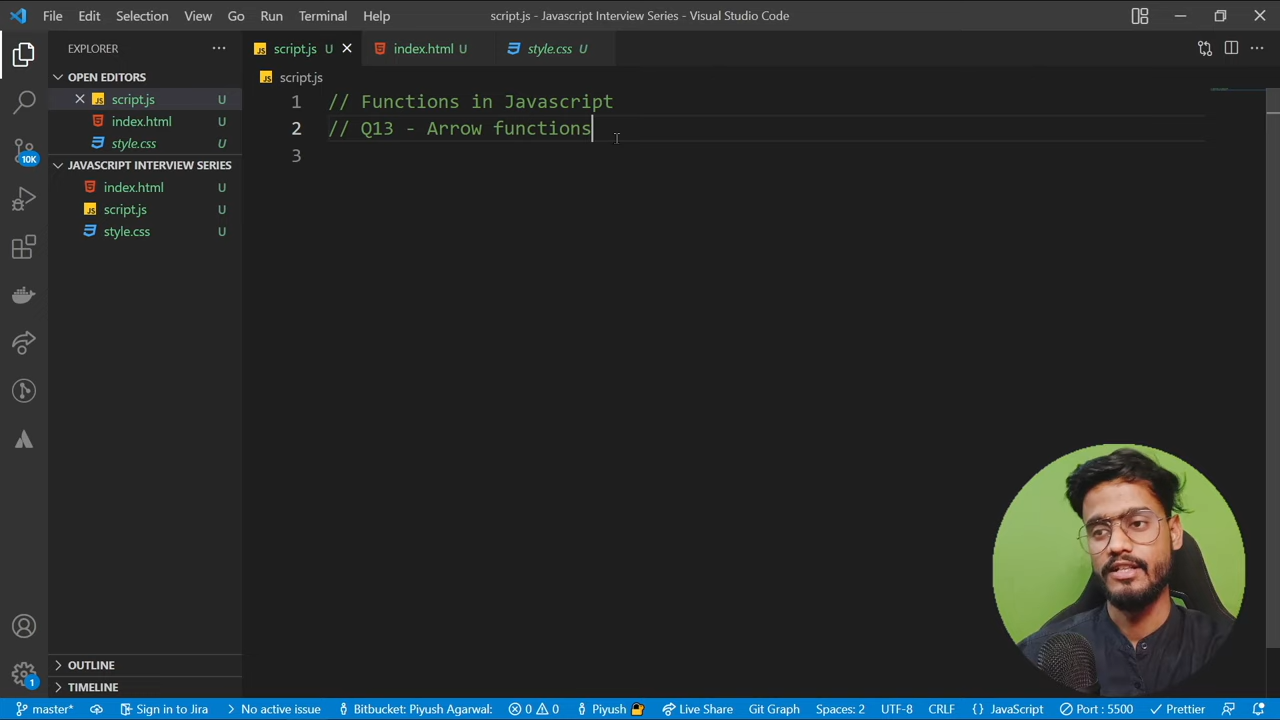 File Edit Selection View Go Run Terminal Help script.js - Javascript Interview Series - Visual Studio Code
EXPLORER
script.js U
index.html U
style.css U
OPEN EDITORS
script.js U
index.html U
style.css U
JAVASCRIPT INTERVIEW SERIES
index.html U
script.js U
style.css U
10K
OUTLINE
TIMELINE
1
script.js
1 // Functions in Javascript
2 // Q13 - Arrow functions
3
master* Sign in to Jira No active issue Bitbucket: Piyush Agarwal: 0 0 Piyush Live Share Git Graph Spaces: 2 UTF-8 CRLF {} JavaScript Port : 5500 Prettier